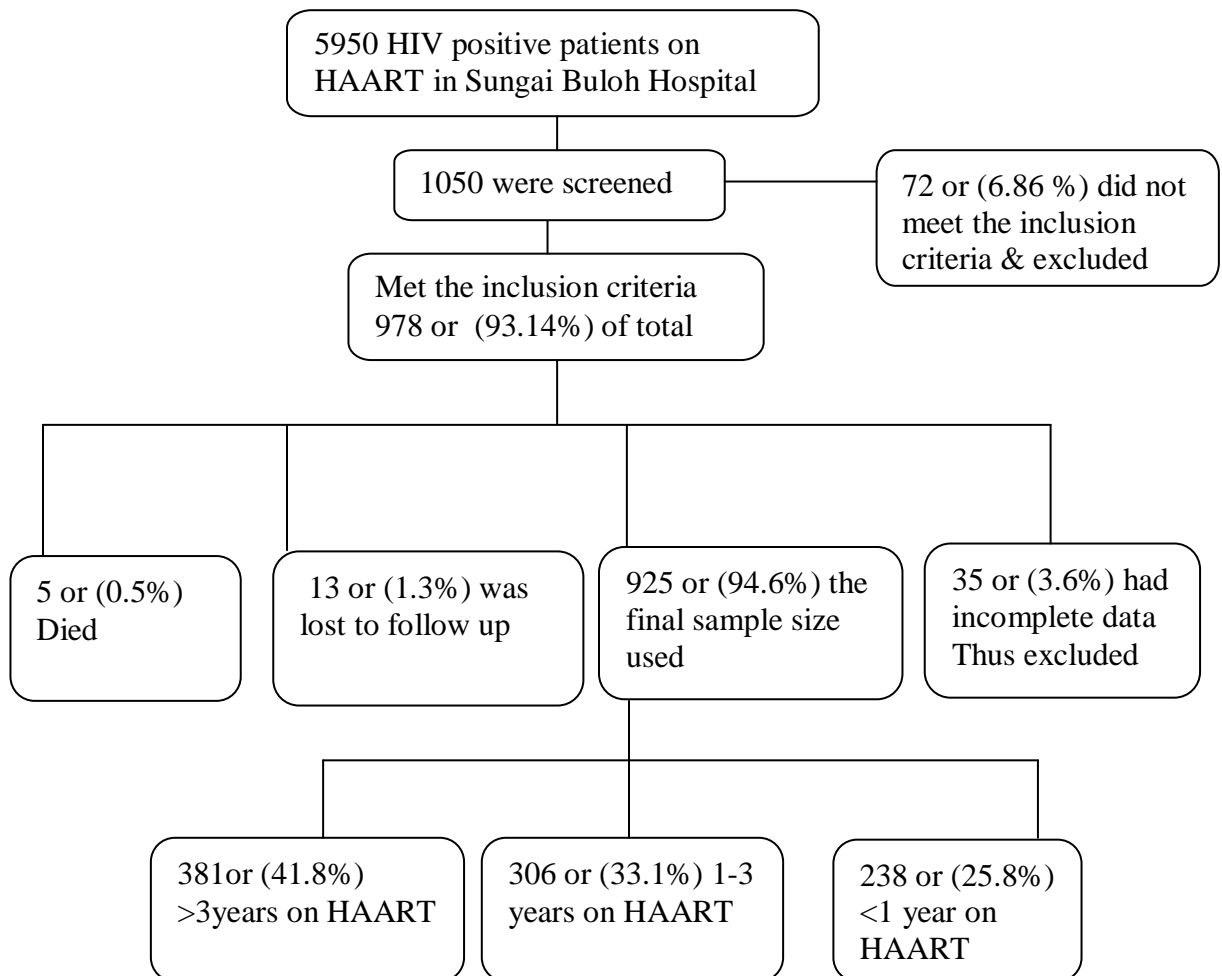 5950 HIV positive patients on
HAART in Sungai Buloh Hospital
1050 were screened
72 or (6.86 %) did not
meet the inclusion
criteria & excluded
Met the inclusion criteria
978 or  (93.14%) of total
5 or (0.5%)
Died
13 or (1.3%) was
lost to follow up
925 or (94.6%) the
final sample size
used
35 or (3.6%) had
incomplete data
Thus excluded
381or (41.8%)
>3years on HAART
306 or (33.1%) 1-3
years on HAART
238 or (25.8%)
<1 year on
HAART